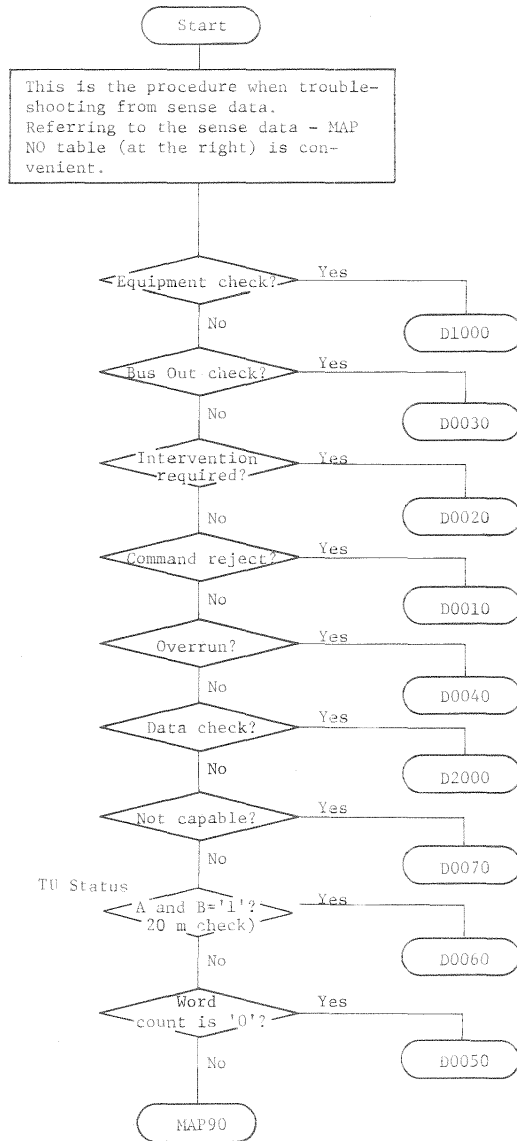 Start
This is the procedure when trouble-
shooting from sense data.
Referring to the sense data - MAP
NO table (at the right) is con-
venient.
Equipment check?
Yes
D1000
No
Bus Out check?
Yes
D0030
No
Intervention
required?
Yes
D0020
No
Command reject?
Yes
D0010
No
Overrun?
Yes
D0040
No
Data check?
Yes
D2000
No
Not capable?
Yes
D0070
No
TU Status
A and B='1'?
20 m check)
Yes
D0060
No
Word
count is '0'?
Yes
D0050
No
MAP90